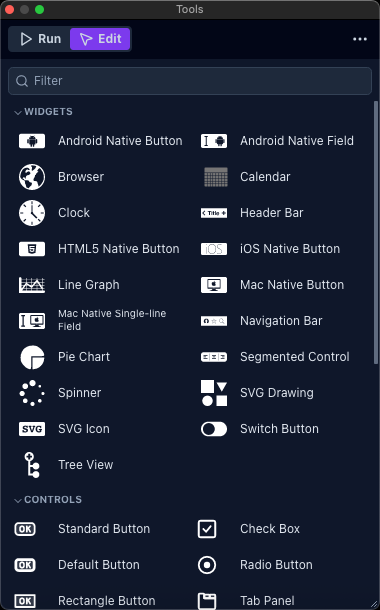 Tools
Run Edit
Filter
WIDGETS
Android Native Button Android Native Field
Browser Calendar
Clock < Title + Header Bar
5 HTML5 Native Button iOS iOS Native Button
Line Graph Mac Native Button
Mac Native Single-line
Field Navigation Bar
Pie Chart Segmented Control
Spinner SVG Drawing
SVG SVG Icon Switch Button
Tree View
CONTROLS
OK Standard Button Check Box
OK Default Button Radio Button
OK Rectangle Button Tab Panel